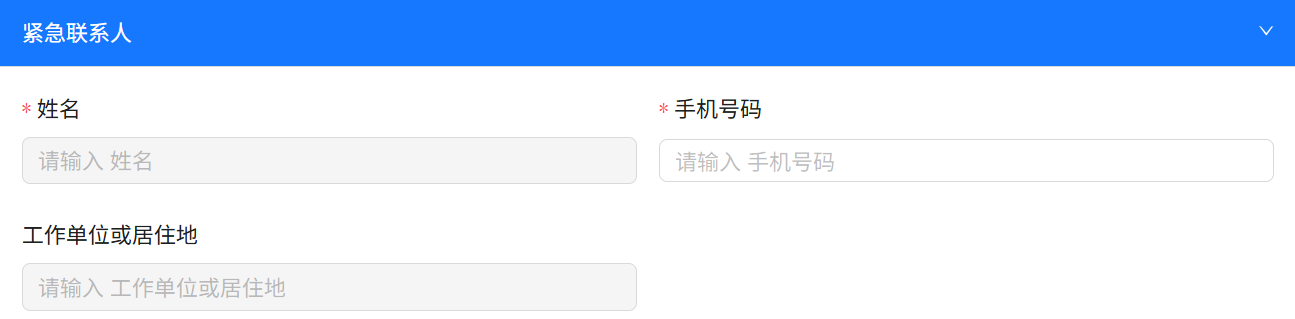 紧急联系人
* 姓名
* 手机号码
请输入 姓名
请输入 手机号码
工作单位或居住地
请输入 工作单位或居住地